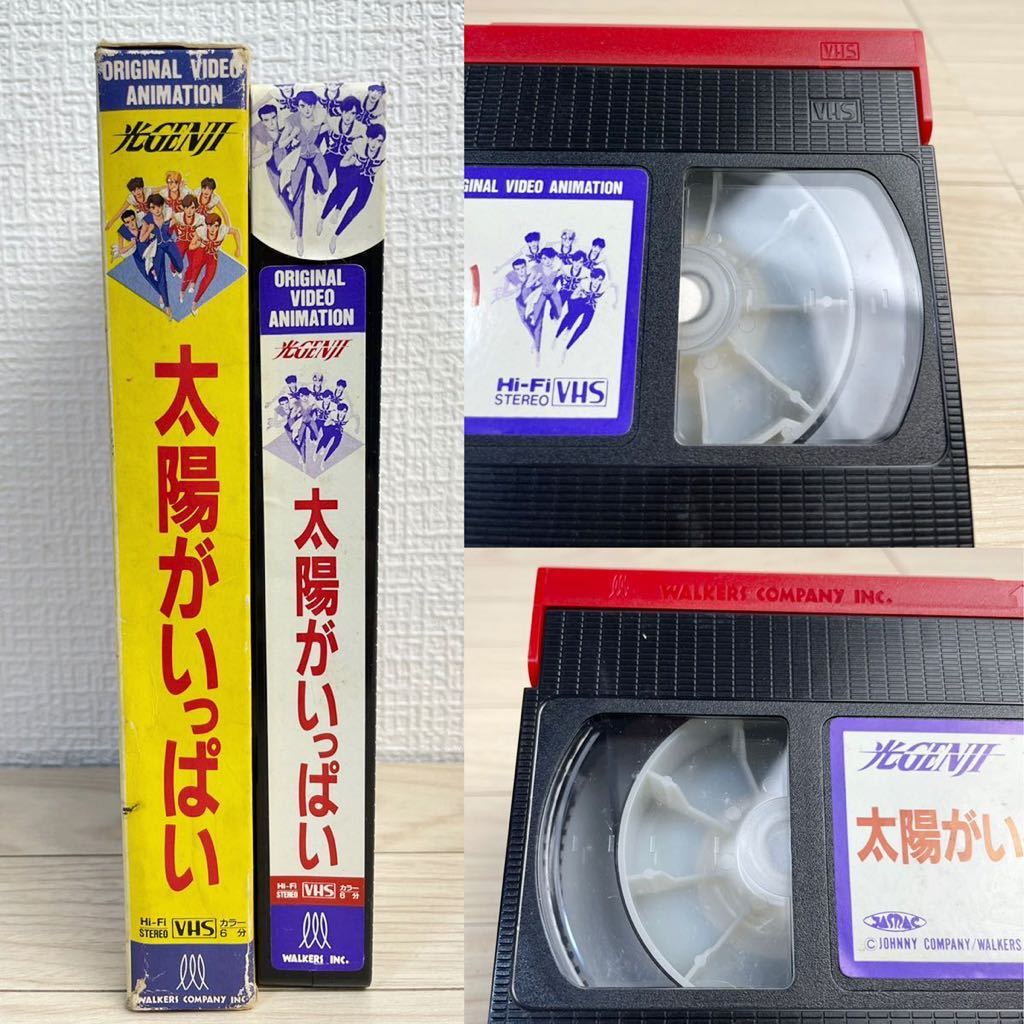 ORIGINAL VIDEO
ANIMATION
光GENJI
太陽がいっぱい
Hi-Fi
STEREO
VHS
カラー
6分
WALKERS COMPANY INC
ORIGINAL
VIDEO
ANIMATION
光GENJI
太陽がいっぱい
Hi-Fi
STEREO
VHS
カラー
6分
WALKERS INC.
VHS
VHS
GINAL VIDEO ANIMATION
Hi-Fi
STEREO
VHS
WALKERS COMPANY INC.
光GENJI
太陽がい
JASRAC
© JOHNNY COMPANY/WALKERS